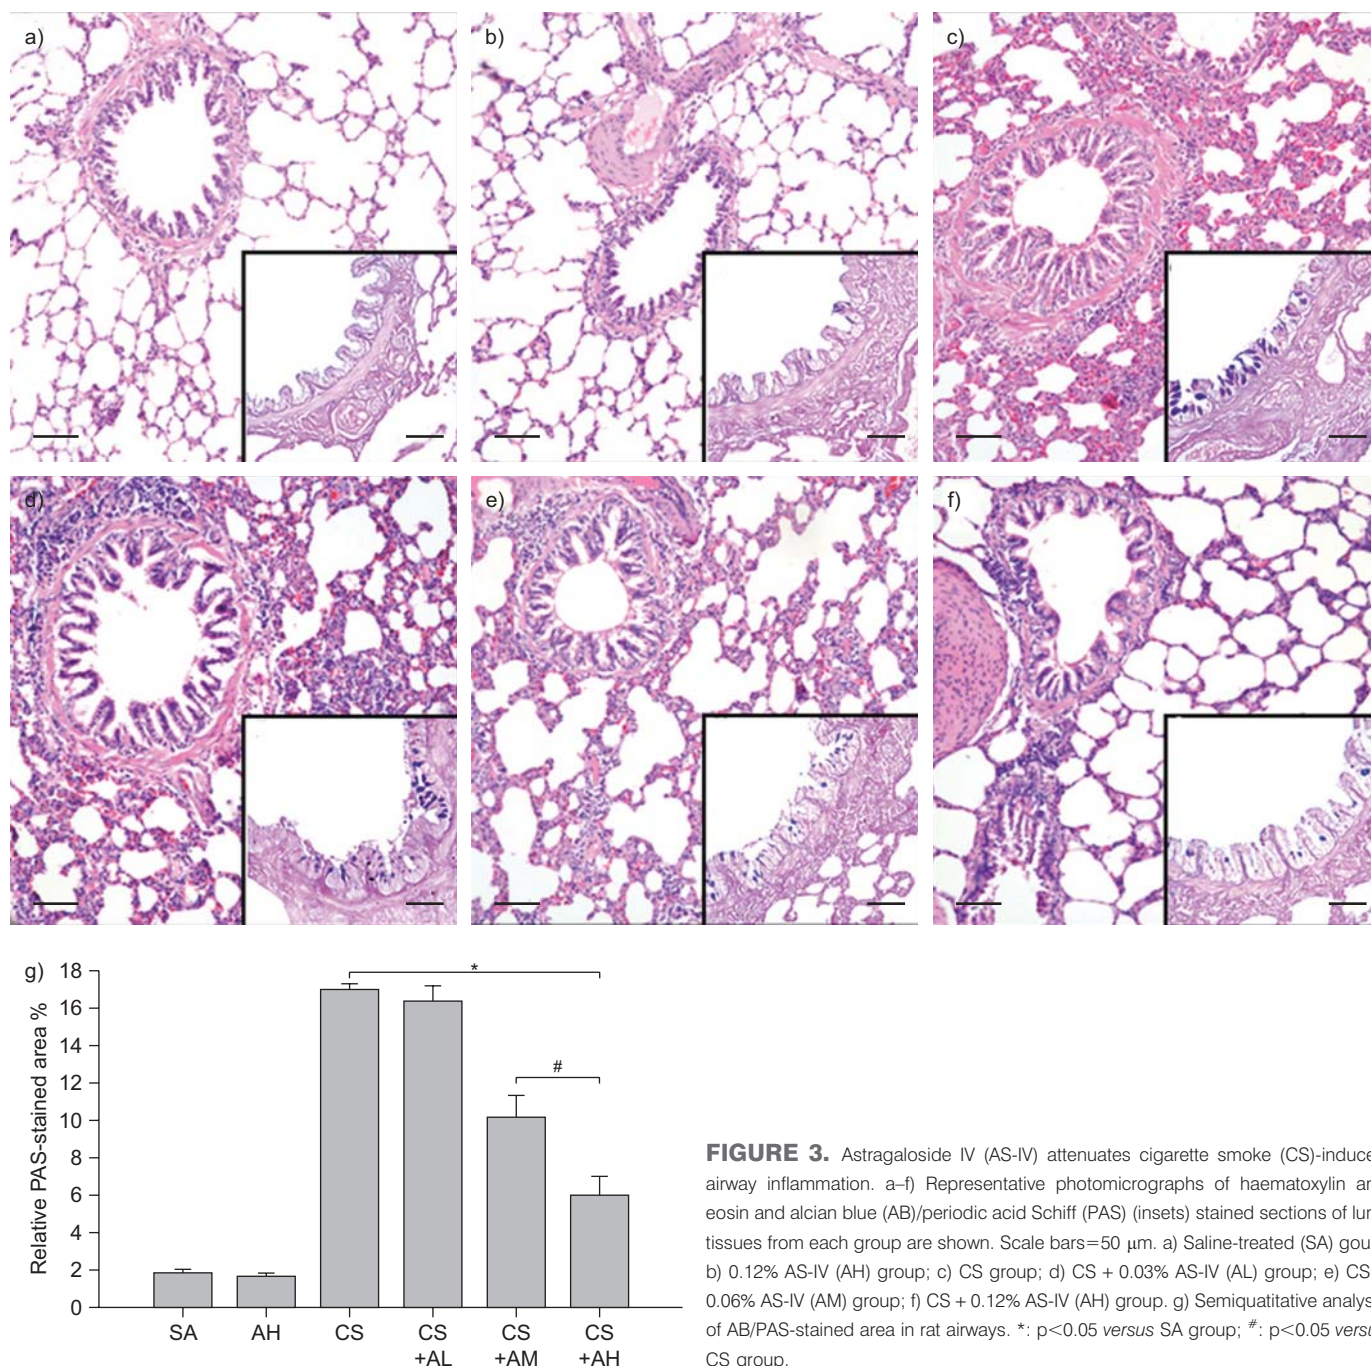 a)
b)
c)
d)
e)
f)
g)
18
16
14
12
10
8
6
4
2
0
Relative PAS-stained area %
*
#
SA
AH
CS
CS
+AL
CS
+AM
CS
+AH
FIGURE 3. Astragaloside IV (AS-IV) attenuates cigarette smoke (CS)-induce
airway inflammation. a–f) Representative photomicrographs of haematoxylin an
eosin and alcian blue (AB)/periodic acid Schiff (PAS) (insets) stained sections of lun
tissues from each group are shown. Scale bars=50 μm. a) Saline-treated (SA) gou
b) 0.12% AS-IV (AH) group; c) CS group; d) CS + 0.03% AS-IV (AL) group; e) CS
0.06% AS-IV (AM) group; f) CS + 0.12% AS-IV (AH) group. g) Semiquatitative analys
of AB/PAS-stained area in rat airways. *: p<0.05 versus SA group; #: p<0.05 versu
CS group.